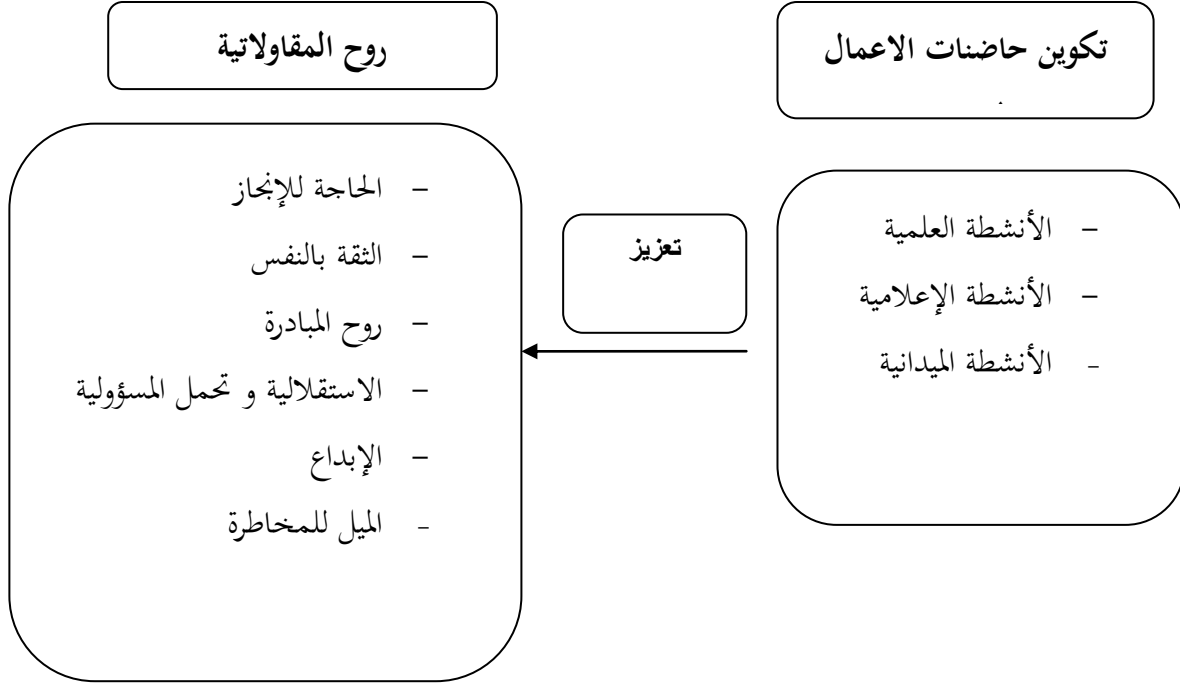 تكوين حاضنات الاعمال
روح المقاولاتية
– الأنشطة العلمية
– الأنشطة الإعلامية
- الأنشطة الميدانية
تعزيز
– الحاجة للإنجاز
– الثقة بالنفس
– روح المبادرة
– الاستقلالية و تحمل المسؤولية
– الإبداع
- الميل للمخاطرة